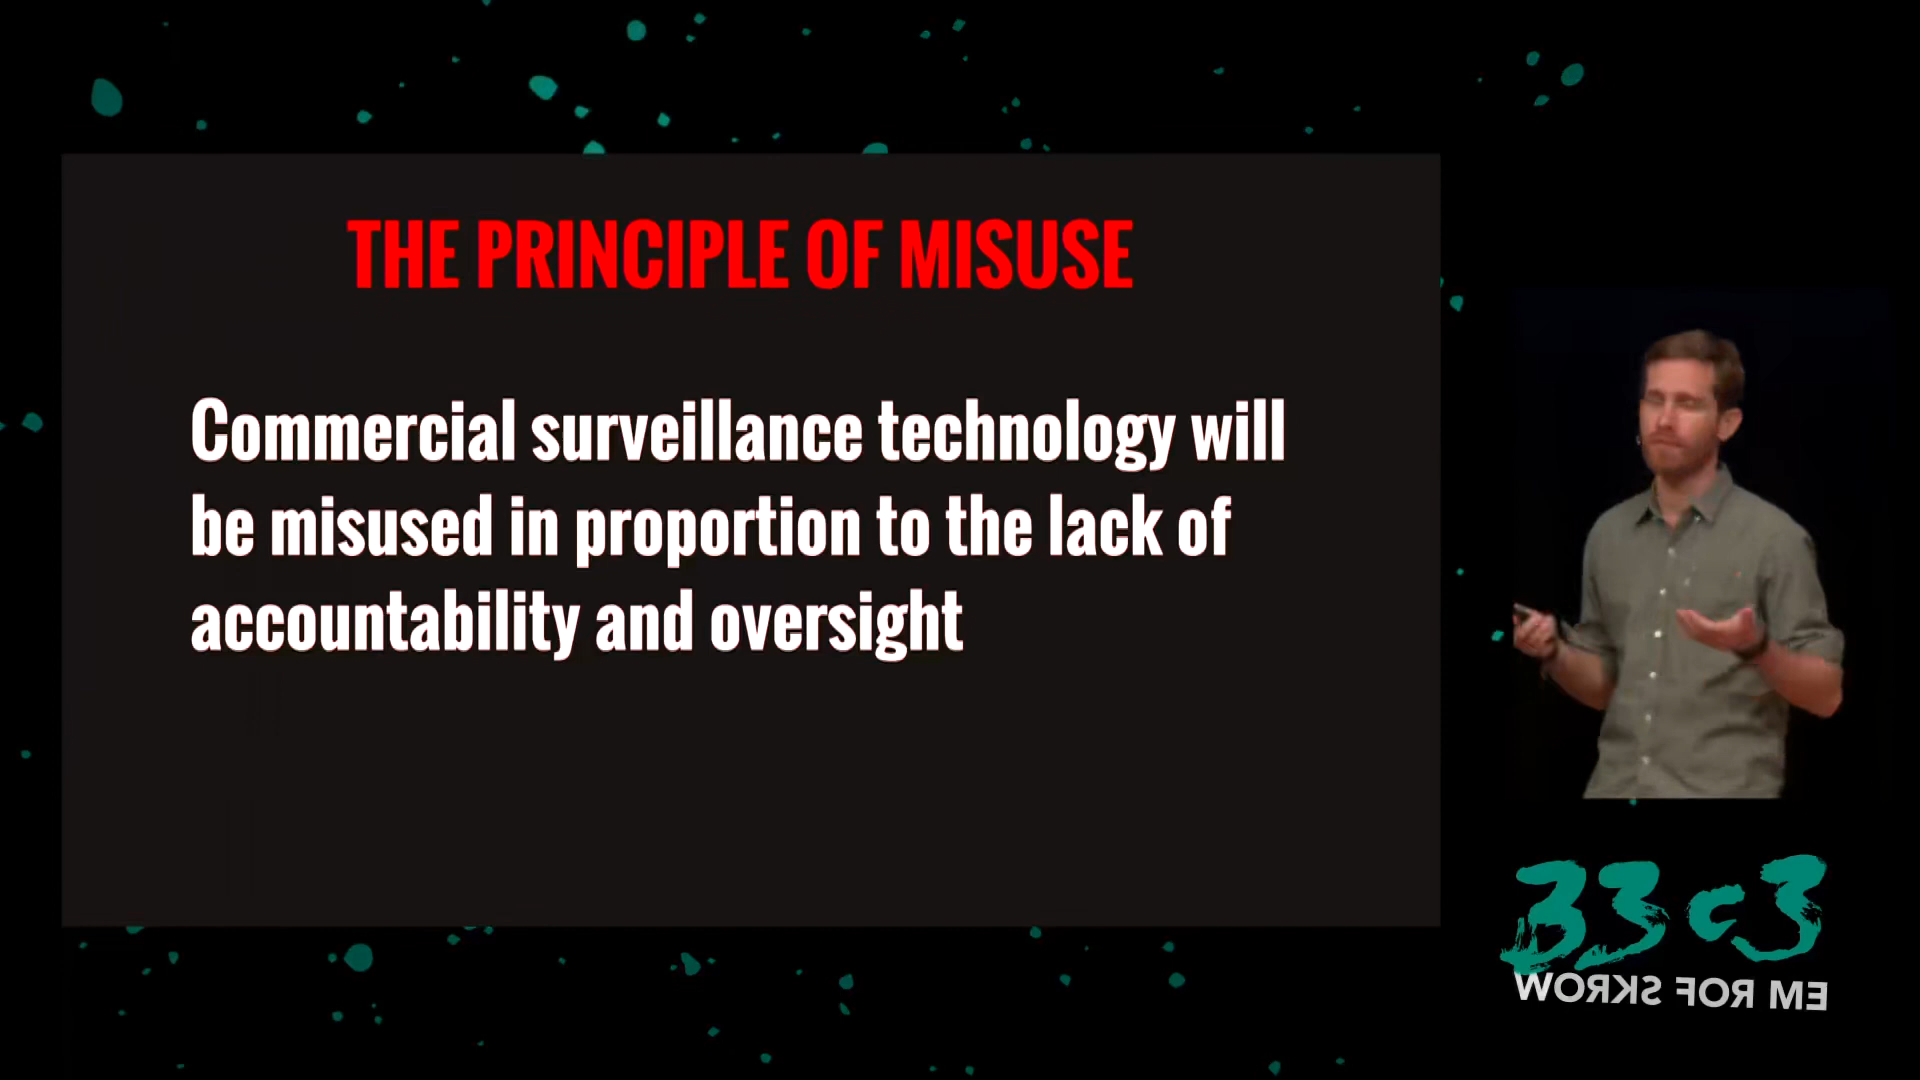 THE PRINCIPLE OF MISUSE
Commercial surveillance technology will
be misused in proportion to the lack of
accountability and oversight
33c3
WORKS FOR ME